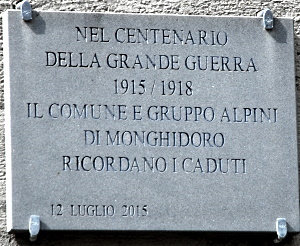 NEL CENTENARIO
DELLA GRANDE GUERRA
1915 / 1918
IL COMUNE E GRUPPO ALPINI
DI MONGHIDORO
RICORDANO I CADUTI
12 LUGLIO 2015